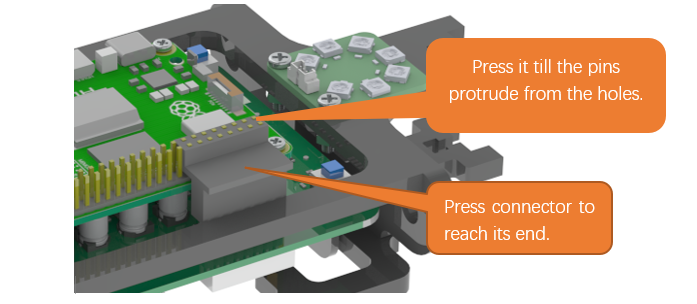 Press it till the pins
protrude from the holes.
Press connector to
reach its end.